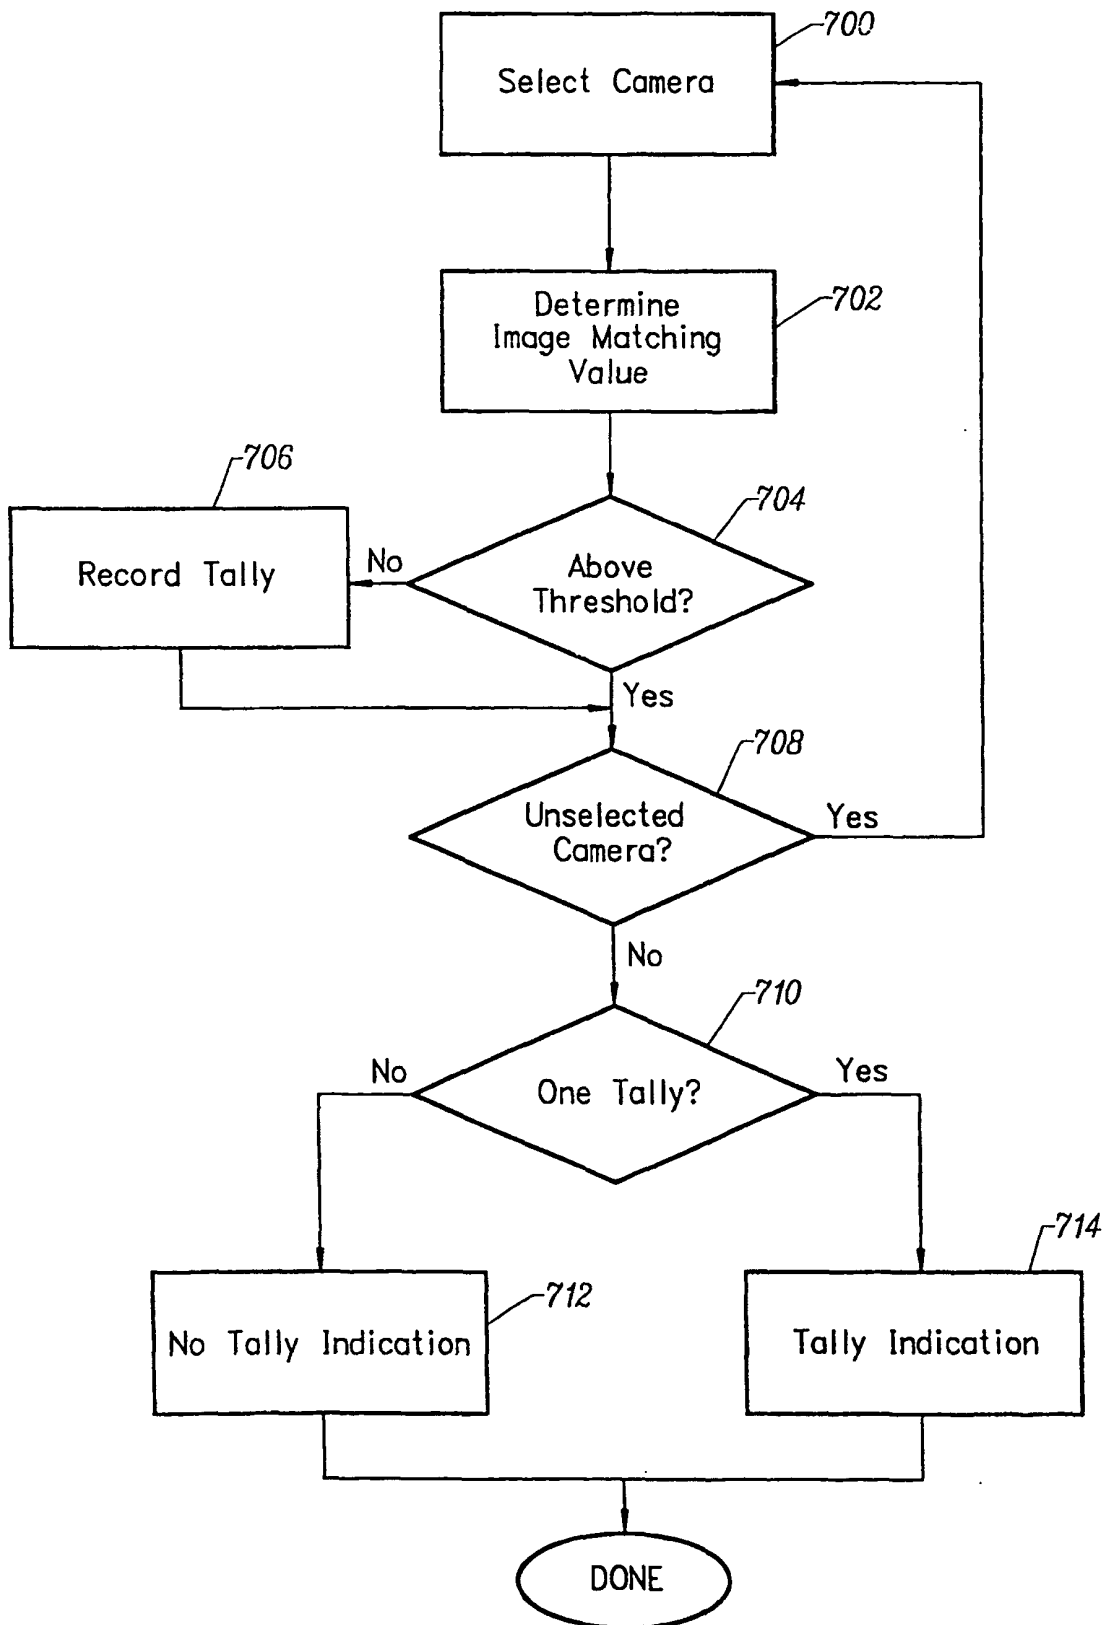 700
Select Camera
702
Determine
Image Matching
Value
706
704
Record Tally
No
Above
Threshold?
Yes
708
Unselected
Camera?
Yes
No
710
No
One Tally?
Yes
714
712
No Tally Indication
Tally Indication
DONE